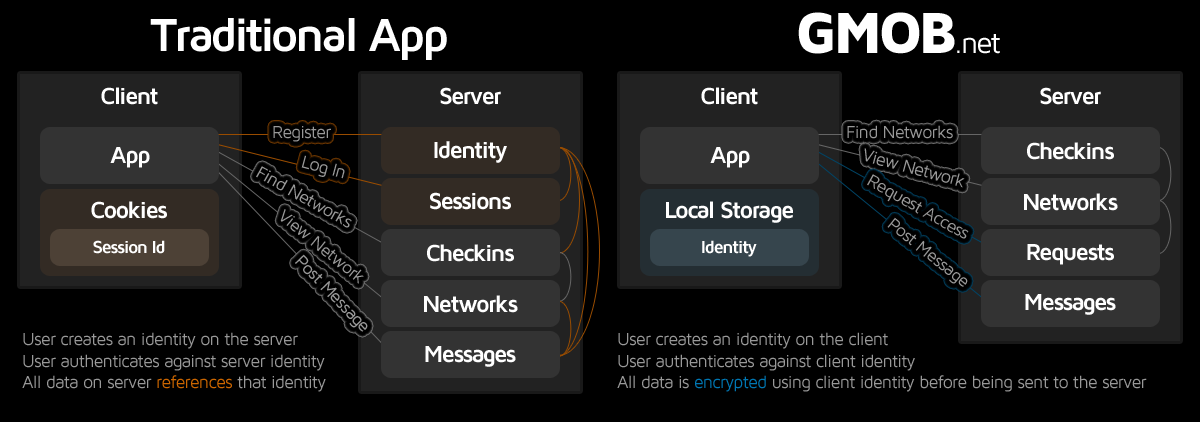 Traditional App
Client
Server
App
Cookies
Session Id
Register
Log In
Find Networks
View Network
Post Message
Identity
Sessions
Checkins
Networks
Messages
User creates an identity on the server
User authenticates against server identity
All data on server references that identity
GMOB.net
Client
Server
App
Local Storage
Identity
Find Networks
View Network
Request Access
Post Message
Checkins
Networks
Requests
Messages
User creates an identity on the client
User authenticates against client identity
All data is encrypted using client identity before being sent to the server